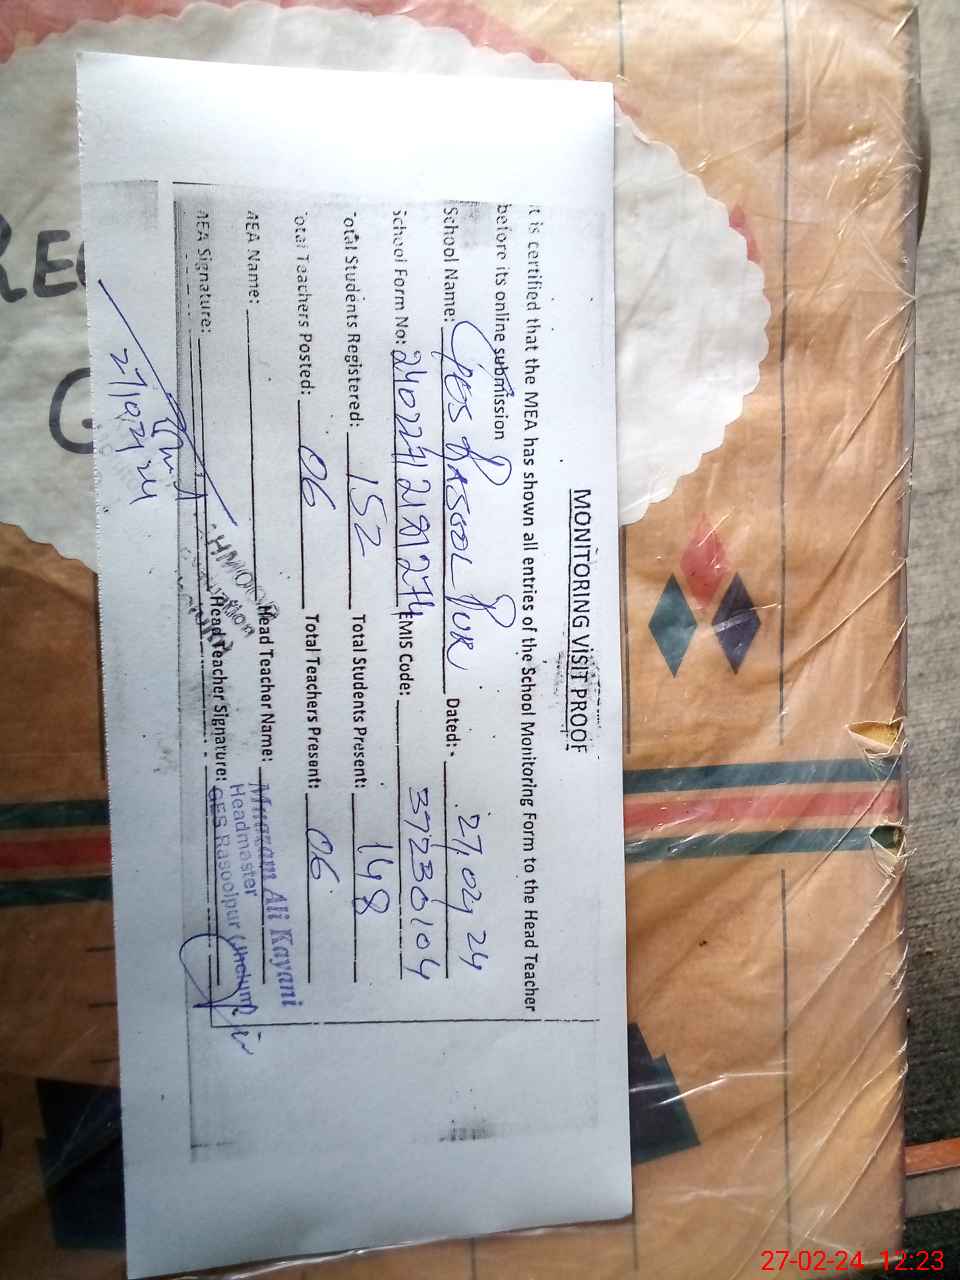 MONITORING VISIT PROOF
It is certified that the MEA has shown all entries of the School Monitoring Form to the Head Teacher
before its online submission
School Name: GES RASOOL PUR Dated:- 27,02,24
School Form No: EMIS Code: 37230104
Total Students Registered: 152 Total Students Present: 148
Total Teachers Posted: 06 Total Teachers Present: 06
MEA Name: Head Teacher Name: Muazam Ali Kayani
Headmaster
MEA Signature: Head Teacher Signature: GES Rasoolpur (Jhelum)
27-02-24 12:23